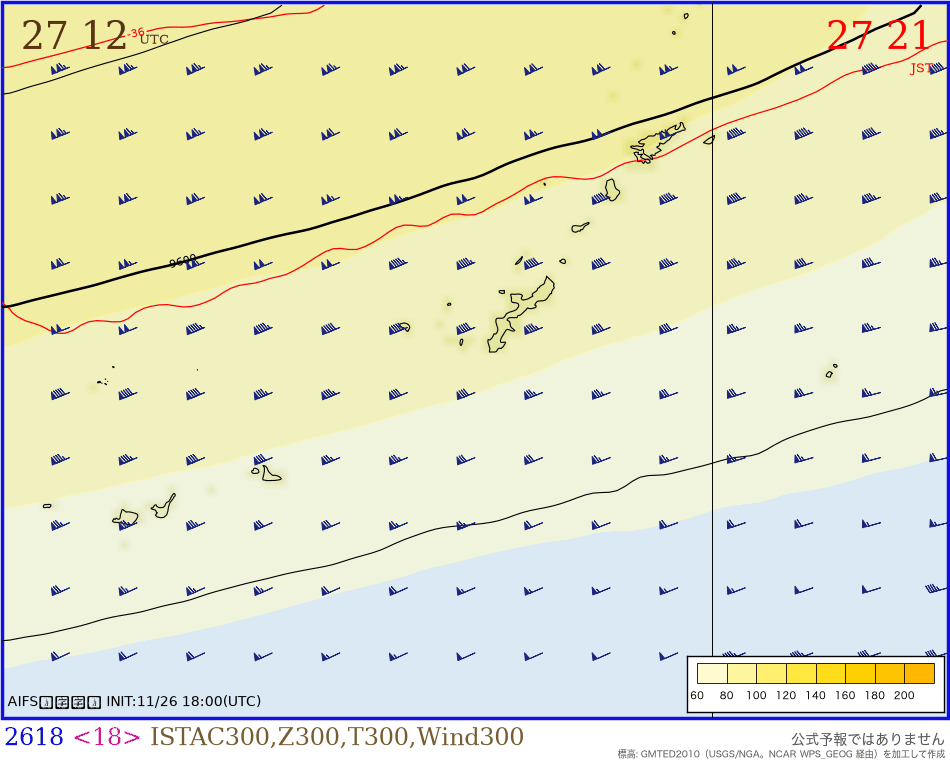 27 12 UTC
27 21
JST
-36
9600
60 80 100 120 140 160 180 200
AIFS INIT:11/26 18:00(UTC)
2618 <18> ISTAC300,Z300,T300,Wind300
公式予報ではありません
標高: GMTED2010（USGS/NGA。NCAR WPS_GEOG 経由）を加工して作成